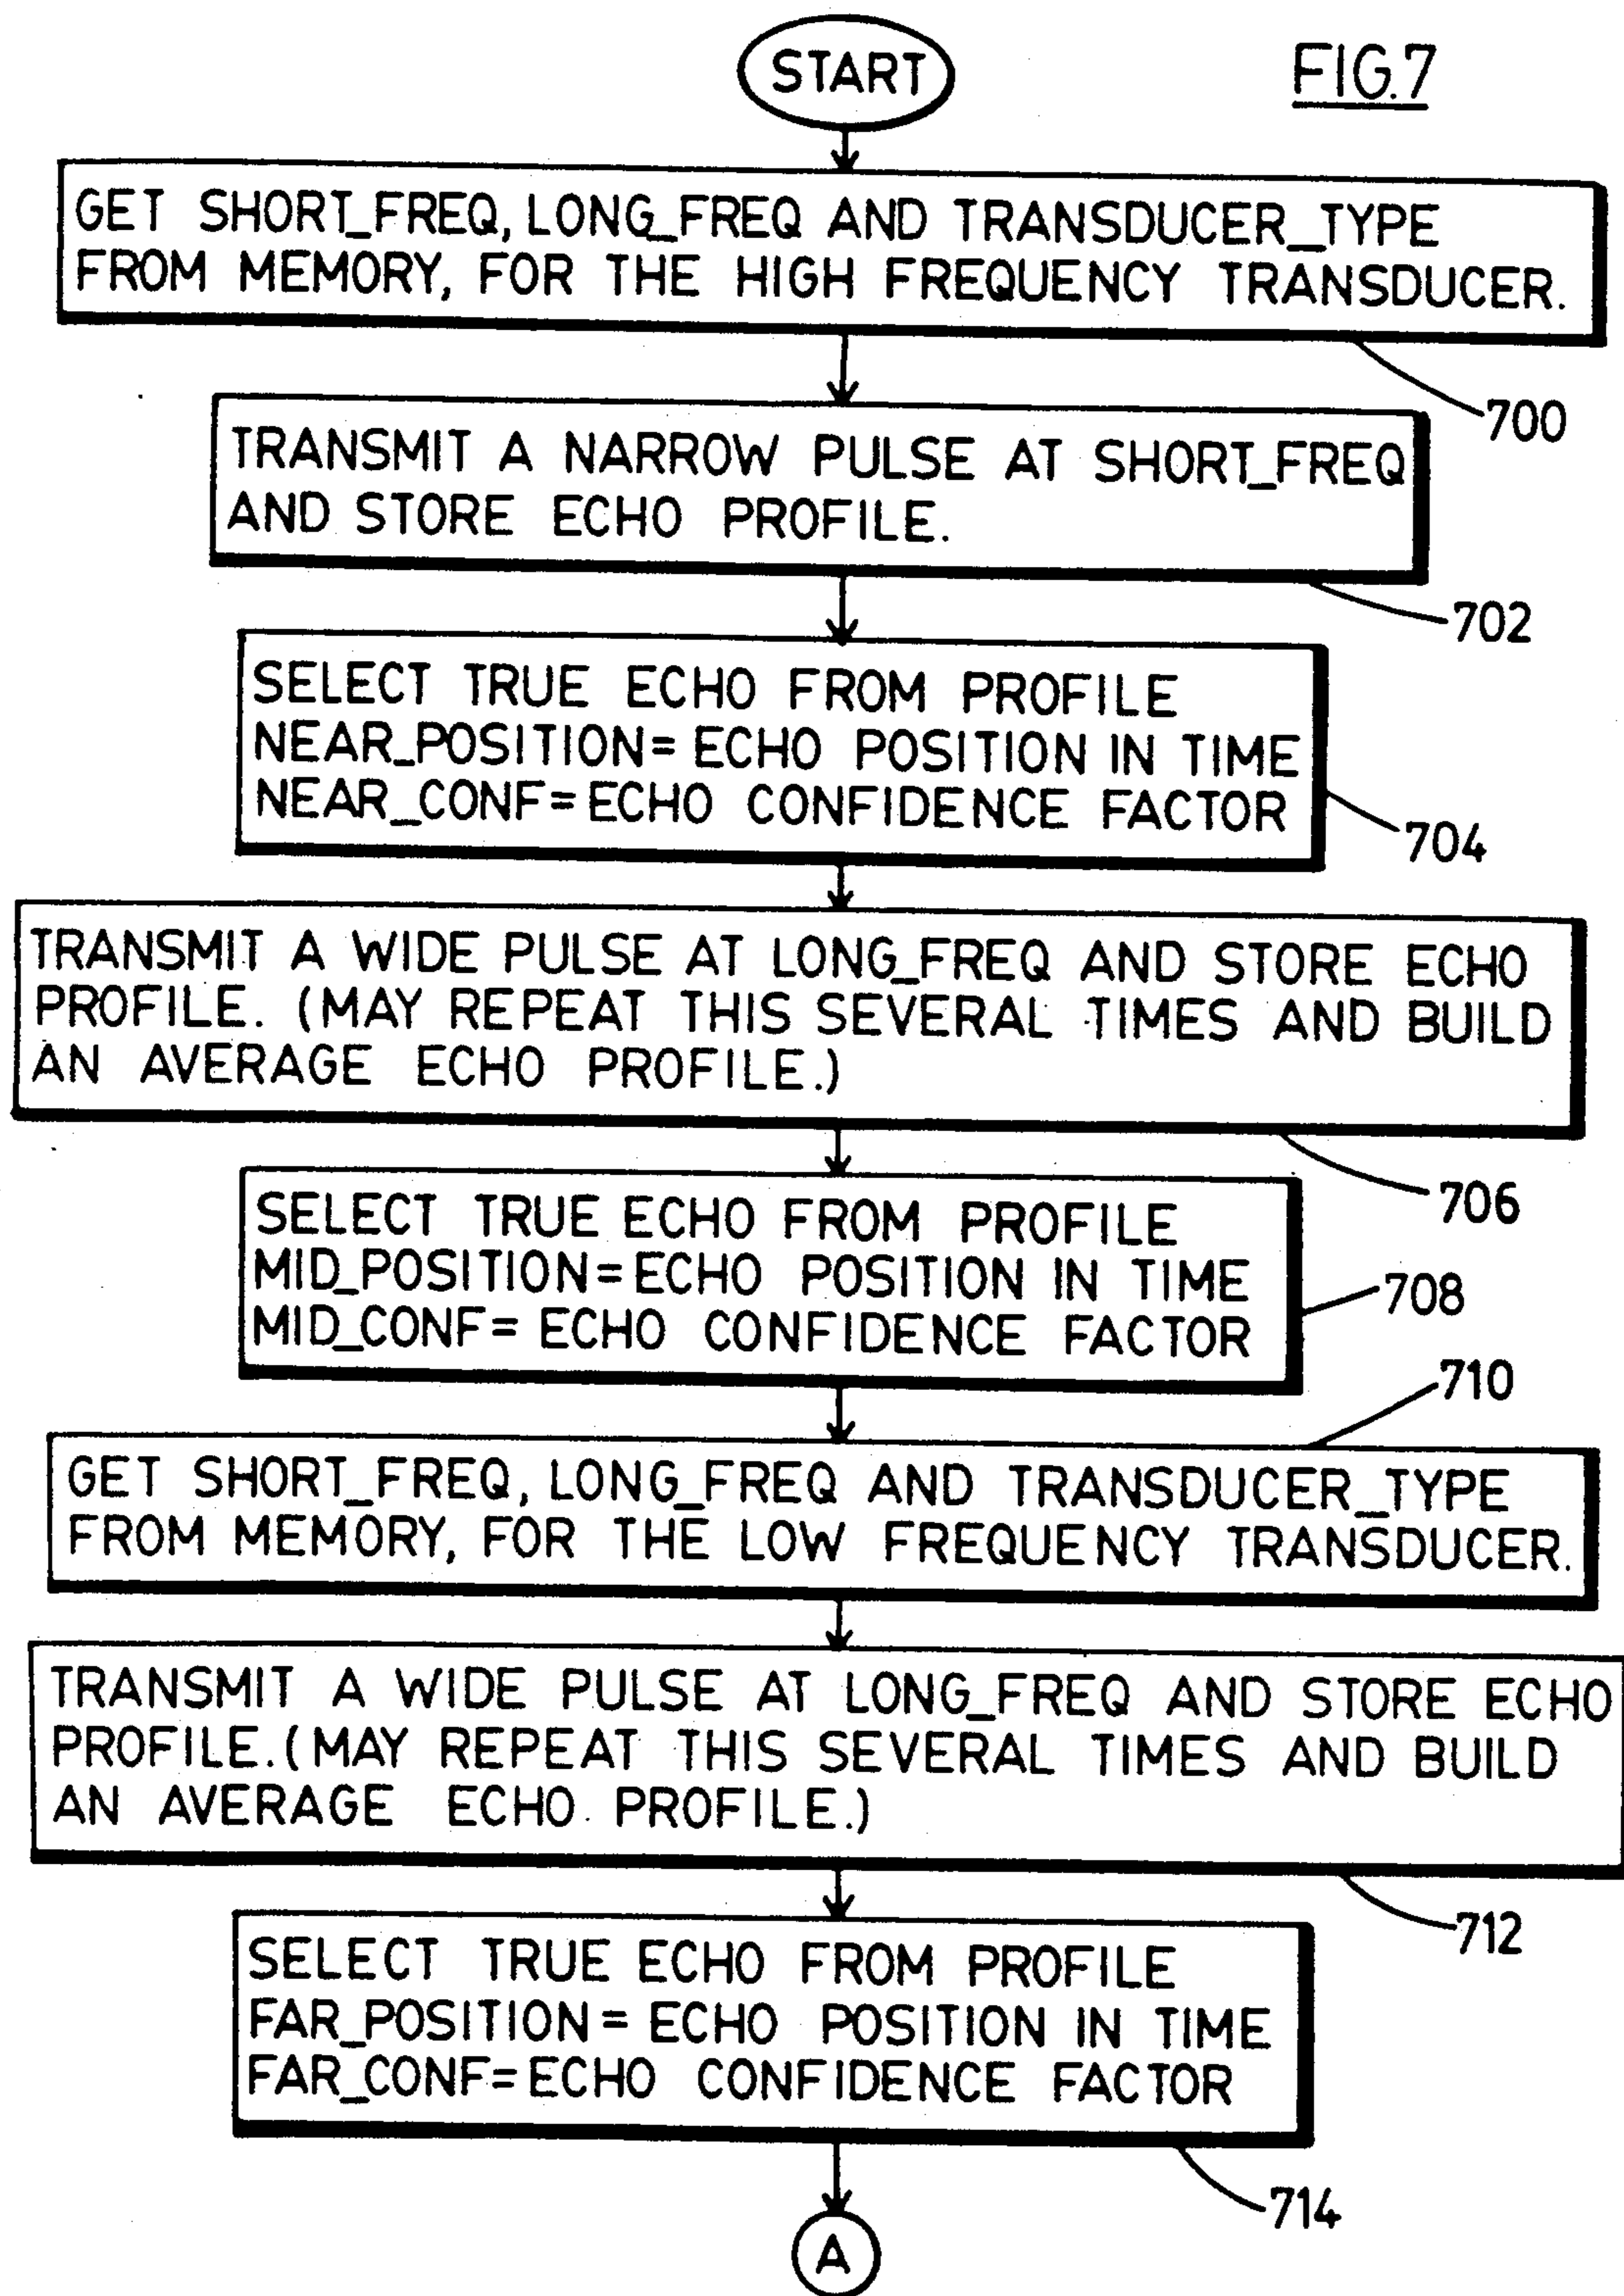 START
FIG.7
GET SHORT_FREQ, LONG_FREQ AND TRANSDUCER_TYPE
FROM MEMORY, FOR THE HIGH FREQUENCY TRANSDUCER.
700
TRANSMIT A NARROW PULSE AT SHORT_FREQ
AND STORE ECHO PROFILE.
702
SELECT TRUE ECHO FROM PROFILE
NEAR_POSITION=ECHO POSITION IN TIME
NEAR_CONF=ECHO CONFIDENCE FACTOR
704
TRANSMIT A WIDE PULSE AT LONG_FREQ AND STORE ECHO
PROFILE. (MAY REPEAT THIS SEVERAL TIMES AND BUILD
AN AVERAGE ECHO PROFILE.)
706
SELECT TRUE ECHO FROM PROFILE
MID_POSITION=ECHO POSITION IN TIME
MID_CONF= ECHO CONFIDENCE FACTOR
708
710
GET SHORT_FREQ, LONG_FREQ AND TRANSDUCER_TYPE
FROM MEMORY, FOR THE LOW FREQUENCY TRANSDUCER.
TRANSMIT A WIDE PULSE AT LONG_FREQ AND STORE ECHO
PROFILE.(MAY REPEAT THIS SEVERAL TIMES AND BUILD
AN AVERAGE ECHO PROFILE.)
712
SELECT TRUE ECHO FROM PROFILE
FAR_POSITION= ECHO POSITION IN TIME
FAR_CONF=ECHO CONFIDENCE FACTOR
714
A